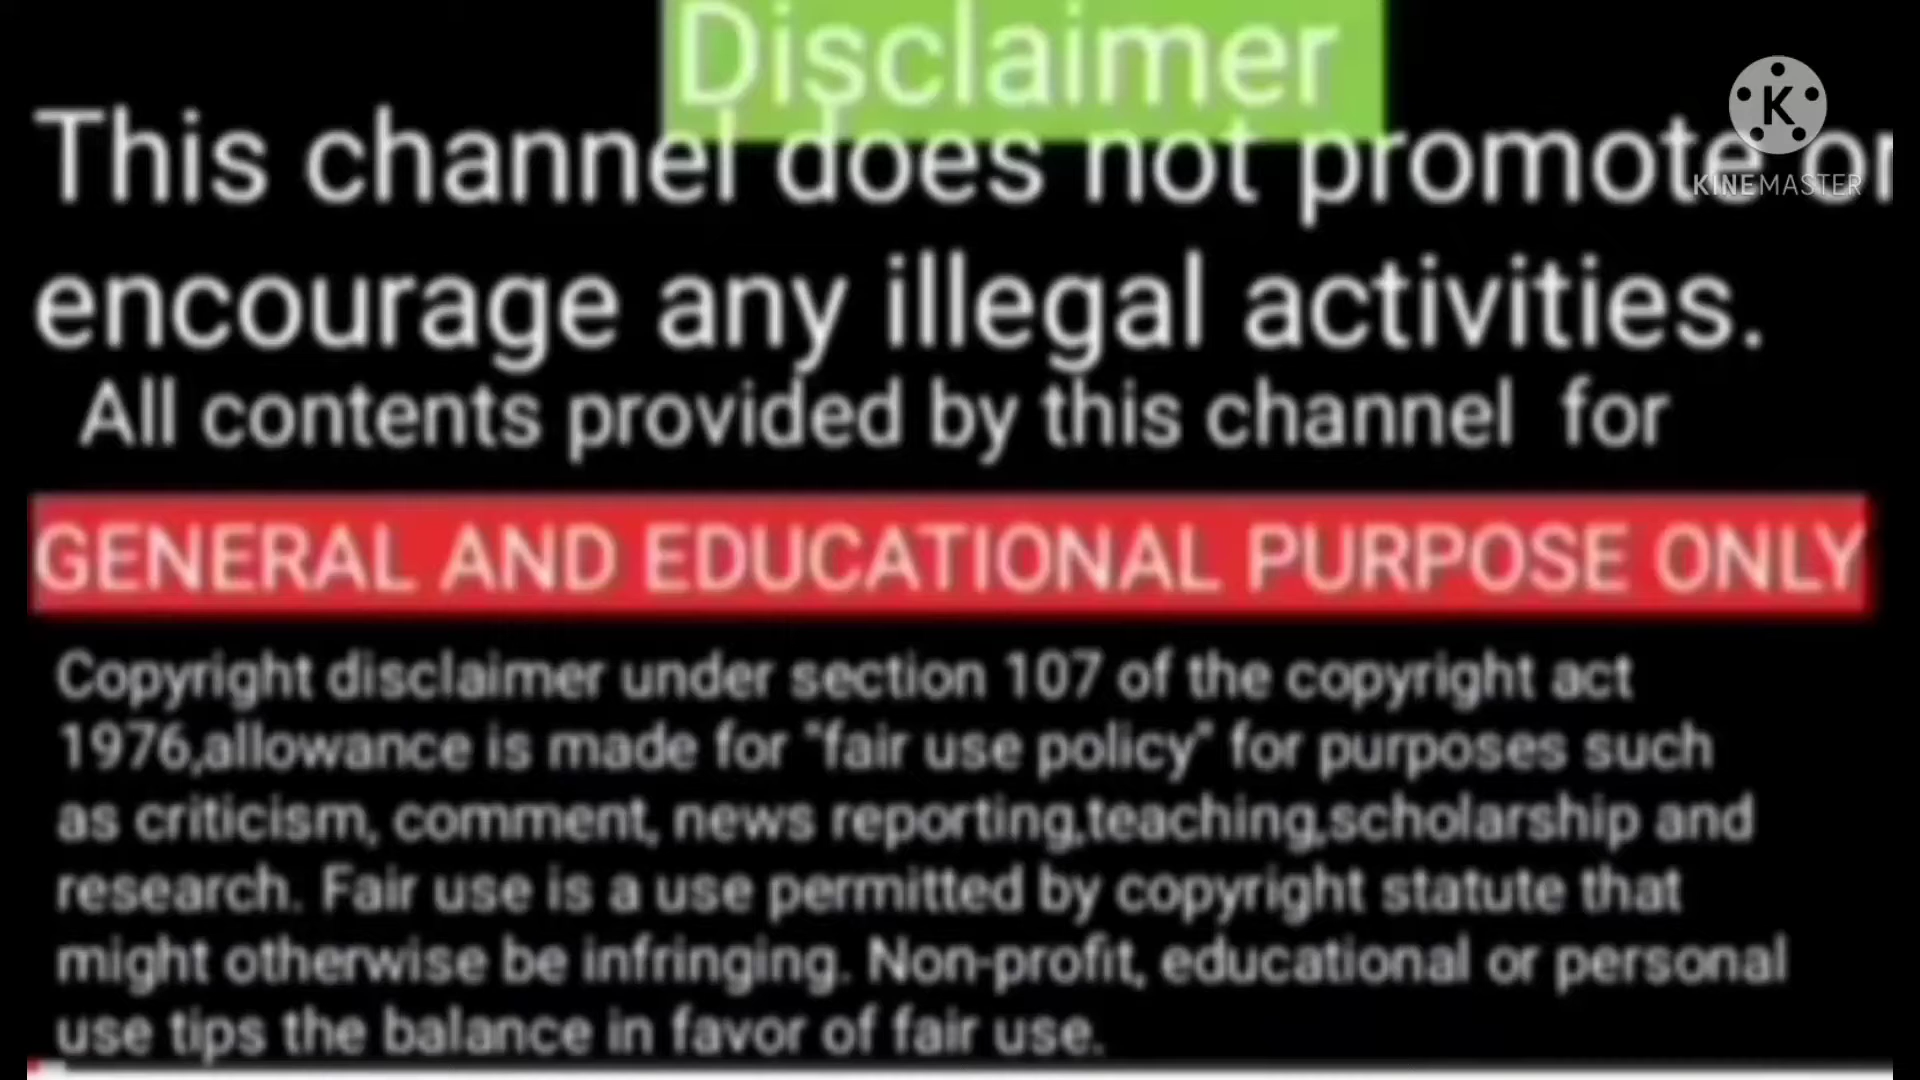 Disclaimer
This channel does not promote or
encourage any illegal activities.
All contents provided by this channel for
GENERAL AND EDUCATIONAL PURPOSE ONLY
Copyright disclaimer under section 107 of the copyright act
1976,allowance is made for "fair use policy" for purposes such
as criticism, comment, news reporting,teaching,scholarship and
research. Fair use is a use permitted by copyright statute that
might otherwise be infringing. Non-profit, educational or personal
use tips the balance in favor of fair use.
K
KINEMASTER